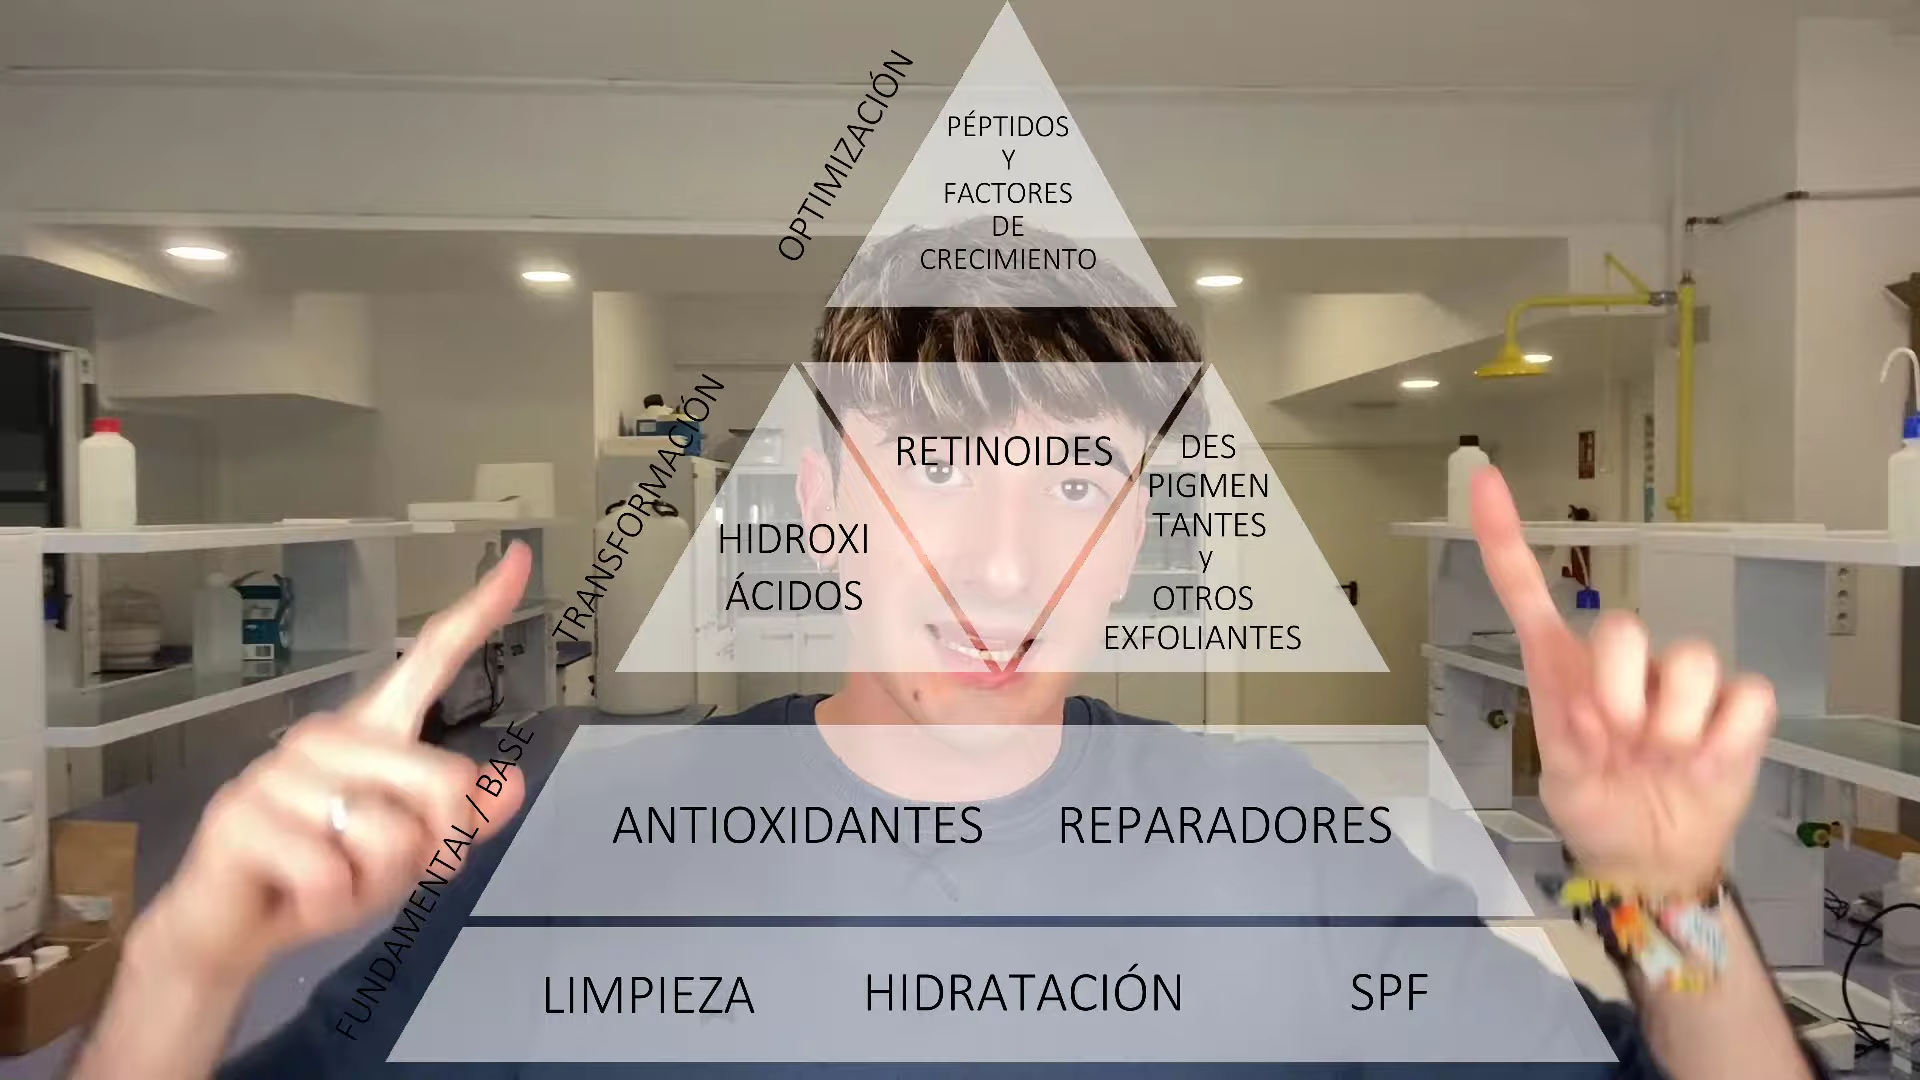 OPTIMIZACIÓN
PÉPTIDOS
Y
FACTORES
DE
CRECIMIENTO
TRANSFORMACIÓN
RETINOIDES
HIDROXI
ÁCIDOS
DES
PIGMEN
TANTES
y
OTROS
EXFOLIANTES
FUNDAMENTAL / BASE
ANTIOXIDANTES REPARADORES
LIMPIEZA HIDRATACIÓN SPF